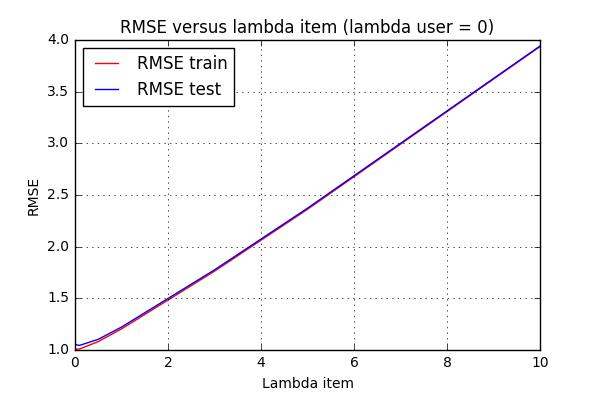 RMSE versus lambda item (lambda user = 0)
RMSE train
RMSE test
4.0
3.5
3.0
2.5
2.0
1.5
1.0
RMSE
0 2 4 6 8 10
Lambda item